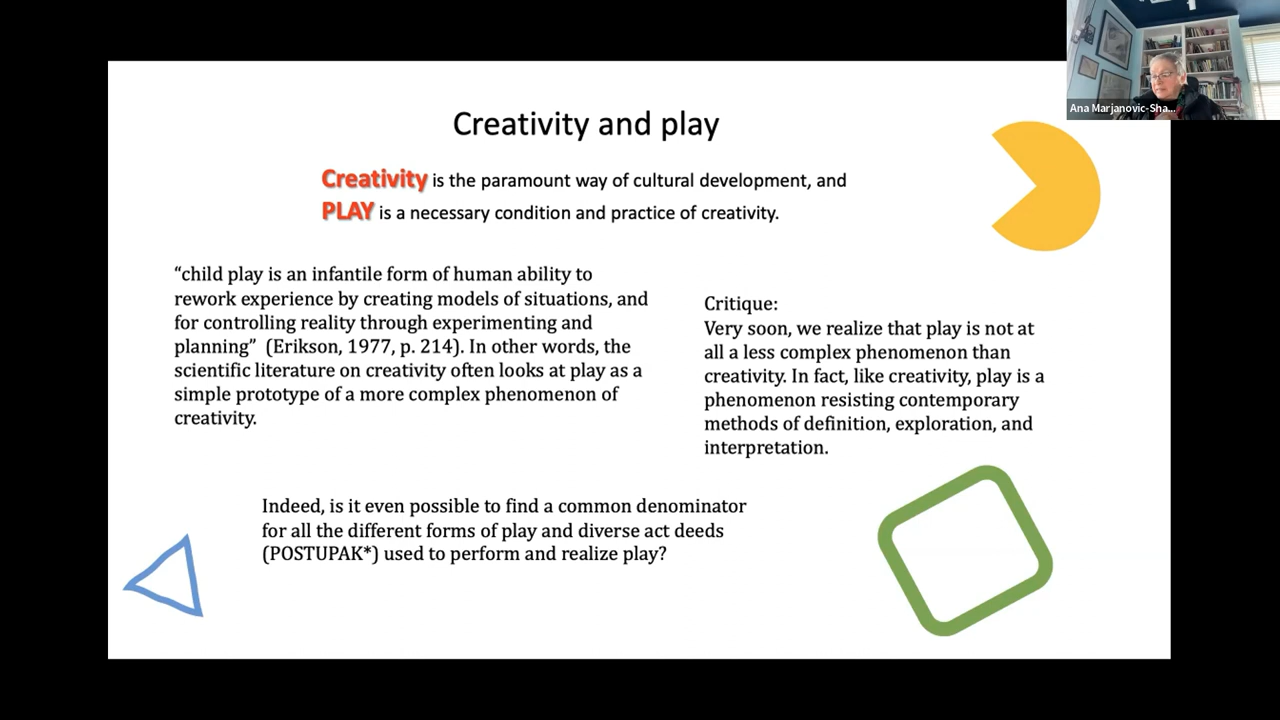 Ana Marjanovic-Sha...
Creativity and play
Creativity is the paramount way of cultural development, and
PLAY is a necessary condition and practice of creativity.
“child play is an infantile form of human ability to
rework experience by creating models of situations, and
for controlling reality through experimenting and
planning”  (Erikson, 1977, p. 214). In other words, the
scientific literature on creativity often looks at play as a
simple prototype of a more complex phenomenon of
creativity.
Critique:
Very soon, we realize that play is not at
all a less complex phenomenon than
creativity. In fact, like creativity, play is a
phenomenon resisting contemporary
methods of definition, exploration, and
interpretation.
Indeed, is it even possible to find a common denominator
for all the different forms of play and diverse act deeds
(POSTUPAK*) used to perform and realize play?